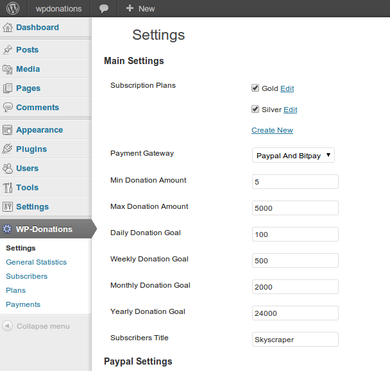 wpdonations + New
Dashboard
Posts
Media
Pages
Comments
Appearance
Plugins
Users
Tools
Settings
WP-Donations
Settings
General Statistics
Subscribers
Plans
Payments
Collapse menu
Settings
Main Settings
Subscription Plans
Gold Edit
Silver Edit
Create New
Payment Gateway Paypal And Bitpay
Min Donation Amount 5
Max Donation Amount 5000
Daily Donation Goal 100
Weekly Donation Goal 500
Monthly Donation Goal 2000
Yearly Donation Goal 24000
Subscribers Title Skyscraper
Paypal Settings